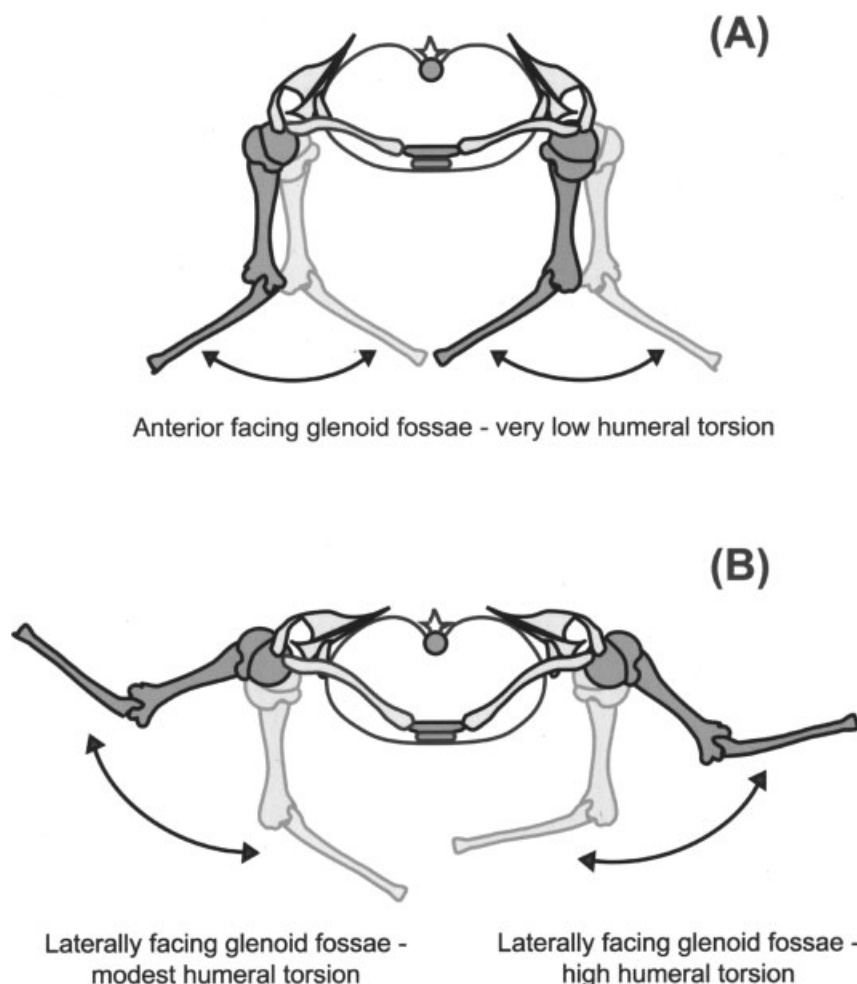 (A)
Anterior facing glenoid fossae - very low humeral torsion
(B)
Laterally facing glenoid fossae -
modest humeral torsion
Laterally facing glenoid fossae -
high humeral torsion